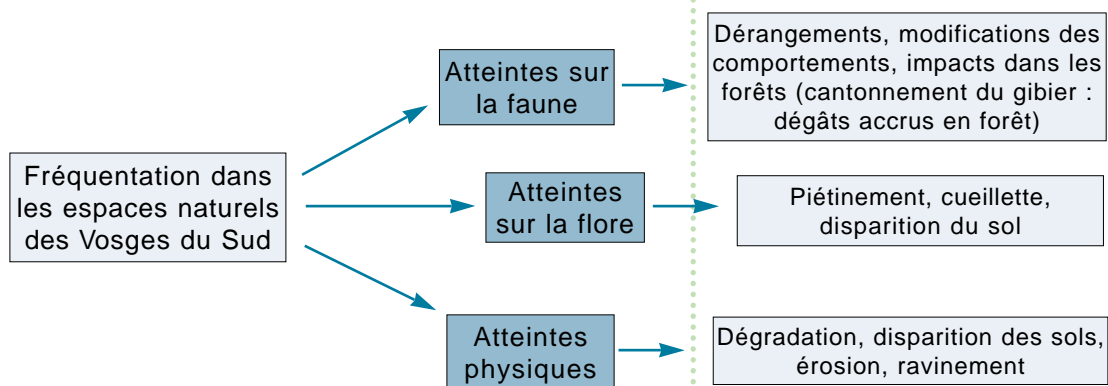 Fréquentation dans
les espaces naturels
des Vosges du Sud
Atteintes sur
la faune
Dérangements, modifications des
comportements, impacts dans les
forêts (cantonnement du gibier :
dégâts accrus en forêt)
Atteintes
sur la flore
Piétinement, cueillette,
disparition du sol
Atteintes
physiques
Dégradation, disparition des sols,
érosion, ravinement